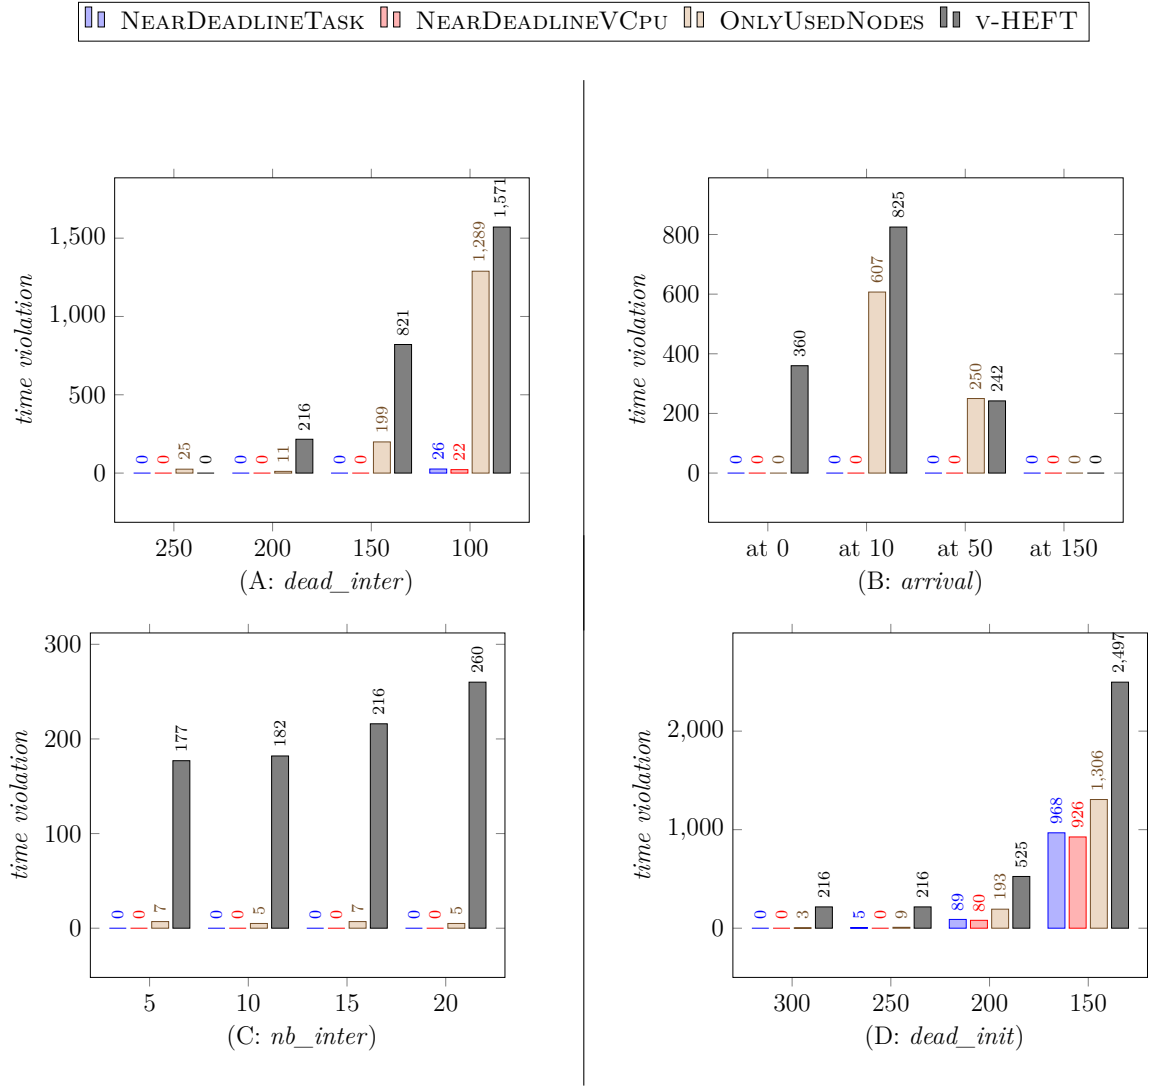 NEARDEADLINETASK NEARDEADLINEVCPU ONLYUSEDNODES V-HEFT
time violation
1,500
1,000
500
0
0 0 25 0
0 0 11 216
0 0 199 821
26 22 1,289 1,571
250 200 150 100
(A: dead_inter)
time violation
800
600
400
200
0
0 0 0 360
0 0 607 825
0 0 250 242
0 0 0 0
at 0 at 10 at 50 at 150
(B: arrival)
time violation
300
200
100
0
0 0 7 177
0 0 5 182
0 0 7 216
0 0 5 260
5 10 15 20
(C: nb_inter)
time violation
2,000
1,000
0
0 0 3 216
5 0 9 216
89 80 193 525
968 926 1,306 2,497
300 250 200 150
(D: dead_init)